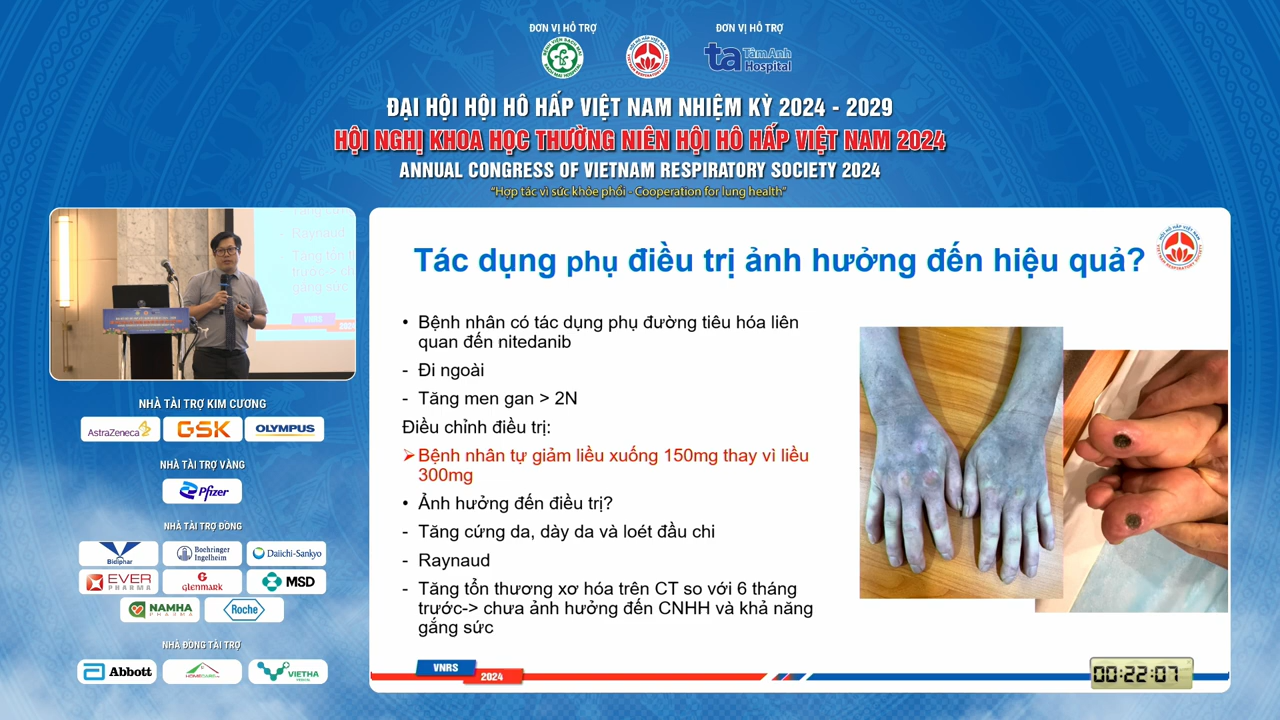 ĐƠN VỊ HỖ TRỢ
ĐƠN VỊ HỖ TRỢ
ta TâmAnh
Hospital
ĐẠI HỘI HỘI HÔ HẤP VIỆT NAM NHIỆM KỲ 2024 - 2029
HỘI NGHỊ KHOA HỌC THƯỜNG NIÊN HỘI HÔ HẤP VIỆT NAM 2024
ANNUAL CONGRESS OF VIETNAM RESPIRATORY SOCIETY 2024
"Hợp tác vì sức khỏe phổi - Cooperation for lung health"
Raynaud
NHÀ TÀI TRỢ KIM CƯƠNG
AstraZeneca
GSK
OLYMPUS
NHÀ TÀI TRỢ VÀNG
Pfizer
NHÀ TÀI TRỢ ĐỒNG
Bidiphar
Boehringer
Ingelheim
Daiichi-Sankyo
EVER
PHARMA
GLENMARK
MSD
NAMHA
PHARMA
Roche
NHÀ ĐỒNG TÀI TRỢ
Abbott
VIETHA
Tác dụng phụ điều trị ảnh hưởng đến hiệu quả?
• Bệnh nhân có tác dụng phụ đường tiêu hóa liên
quan đến nitedanib
- Đi ngoài
- Tăng men gan > 2N
Điều chỉnh điều trị:
➢ Bệnh nhân tự giảm liều xuống 150mg thay vì liều
300mg
• Ảnh hưởng đến điều trị?
- Tăng cứng da, dày da và loét đầu chi
- Raynaud
- Tăng tổn thương xơ hóa trên CT so với 6 tháng
trước-> chưa ảnh hưởng đến CNHH và khả năng
gắng sức
VNRS
2024
00:22:07